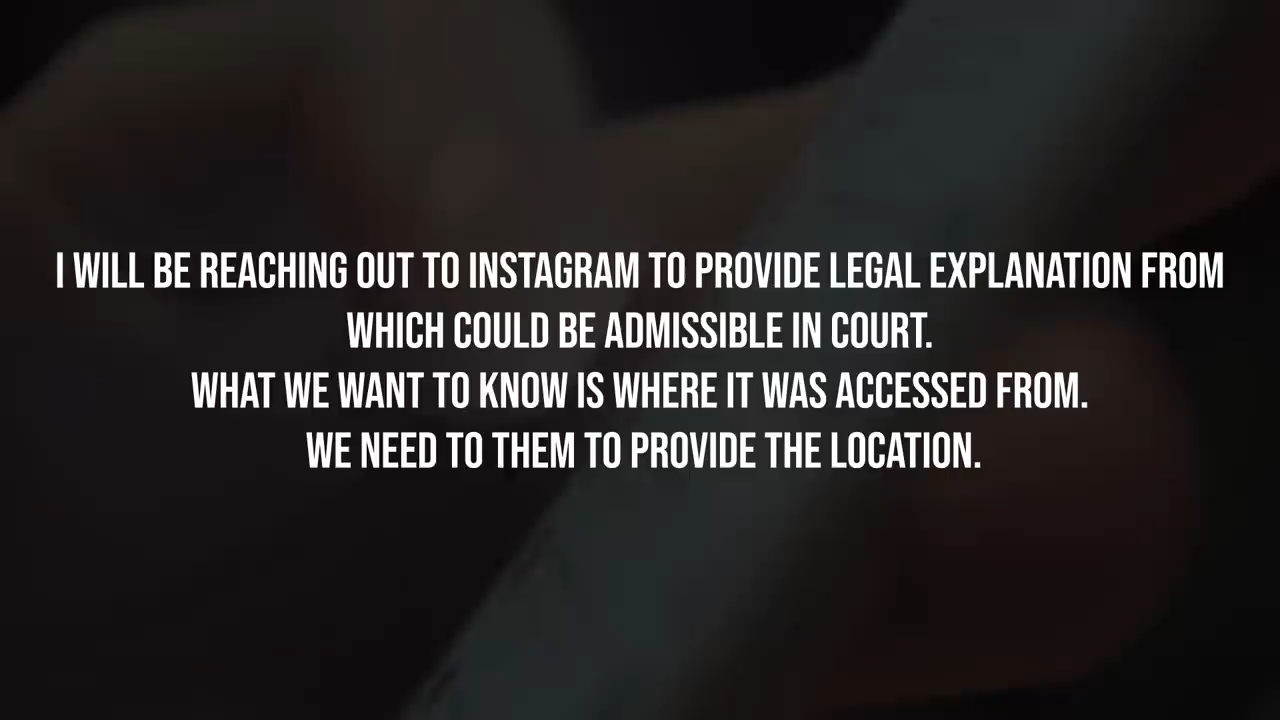 I WILL BE REACHING OUT TO INSTAGRAM TO PROVIDE LEGAL EXPLANATION FROM
WHICH COULD BE ADMISSIBLE IN COURT.
WHAT WE WANT TO KNOW IS WHERE IT WAS ACCESSED FROM.
WE NEED TO THEM TO PROVIDE THE LOCATION.